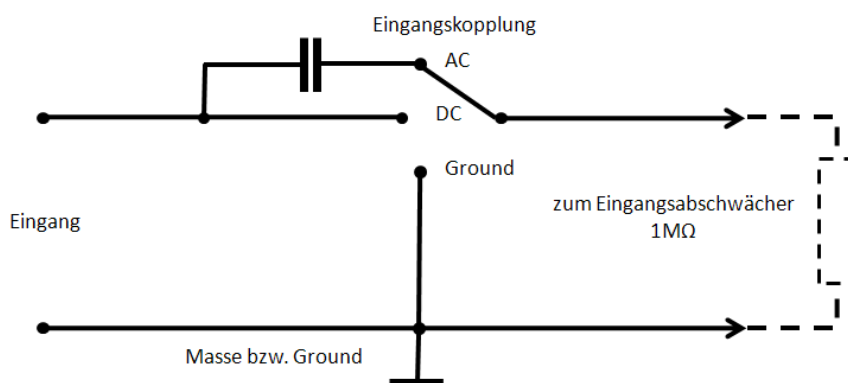 Eingangskopplung
AC
DC
Ground
Eingang
zum Eingangsabschwächer
1MΩ
Masse bzw. Ground